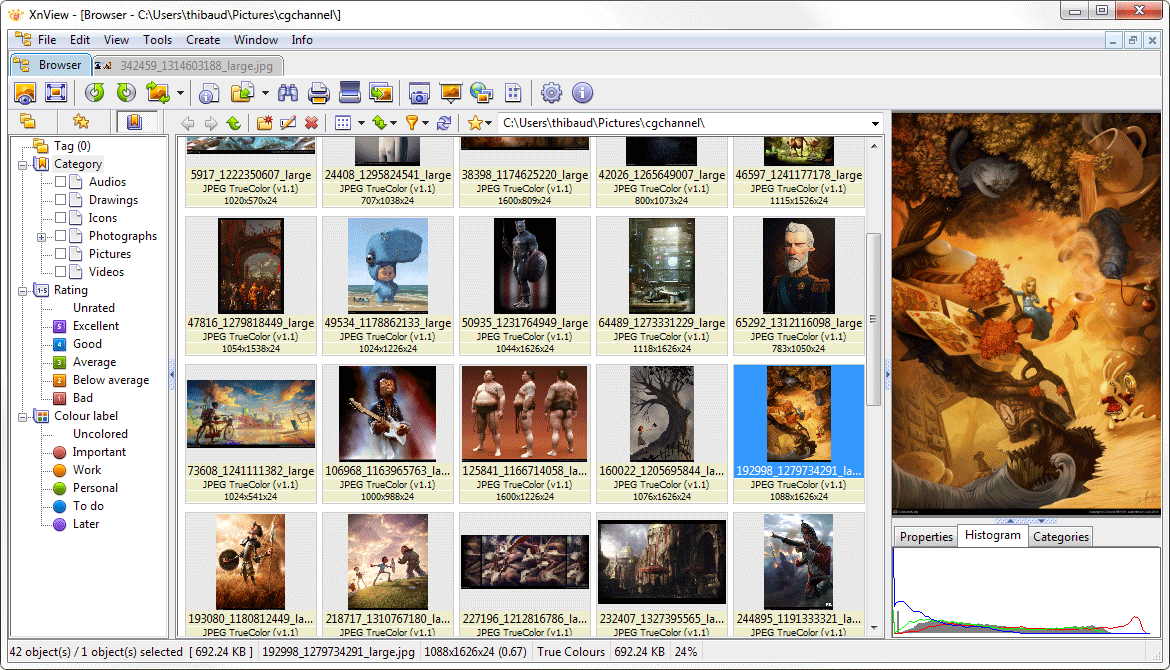 XnView - [Browser - C:\Users\thibaud\Pictures\cgchannel\]
File Edit View Tools Create Window Info
Browser 342459_1314603188_large.jpg
C:\Users\thibaud\Pictures\cgchannel\
Tag (0)
Category
Audios
Drawings
Icons
Photographs
Pictures
Videos
1-5 Rating
Unrated
5 Excellent
4 Good
3 Average
2 Below average
1 Bad
Colour label
Uncolored
Important
Work
Personal
To do
Later
5917_1222350607_large 24408_1295824541_large 38398_1174625220_large 42026_1265649007_large 46597_1241177178_large
JPEG TrueColor (v1.1) JPEG TrueColor (v1.1) JPEG TrueColor (v1.1) JPEG TrueColor (v1.1) JPEG TrueColor (v1.1)
1020x570x24 707x1038x24 1600x809x24 800x1073x24 1115x1526x24
47816_1279818449_large 49534_1178862133_large 50935_1231764949_large 64489_1273331229_large 65292_1312116098_large
JPEG TrueColor (v1.1) JPEG TrueColor (v1.1) JPEG TrueColor (v1.1) JPEG TrueColor (v1.1) JPEG TrueColor (v1.1)
1054x1538x24 1024x1226x24 1044x1626x24 1118x1626x24 783x1050x24
73608_1241111382_large 106968_1163965763_la... 125841_1166714058_la... 160022_1205695844_la... 192998_1279734291_la...
JPEG TrueColor (v1.1) JPEG TrueColor (v1.1) JPEG TrueColor (v1.1) JPEG TrueColor (v1.1) JPEG TrueColor (v1.1)
1024x541x24 1000x988x24 1600x1226x24 1076x1626x24 1088x1626x24
193080_1180812449_la... 218717_1310767180_la... 227196_1212816786_la... 232407_1327395565_la... 244895_1191333321_la...
JPEG TrueColor (v1.1) JPEG TrueColor (v1.1) JPEG TrueColor (v1.1) JPEG TrueColor (v1.1) JPEG TrueColor (v1.1)
Properties Histogram Categories
42 object(s) / 1 object(s) selected [ 692.24 KB ] 192998_1279734291_large.jpg 1088x1626x24 (0.67) True Colours 692.24 KB 24%